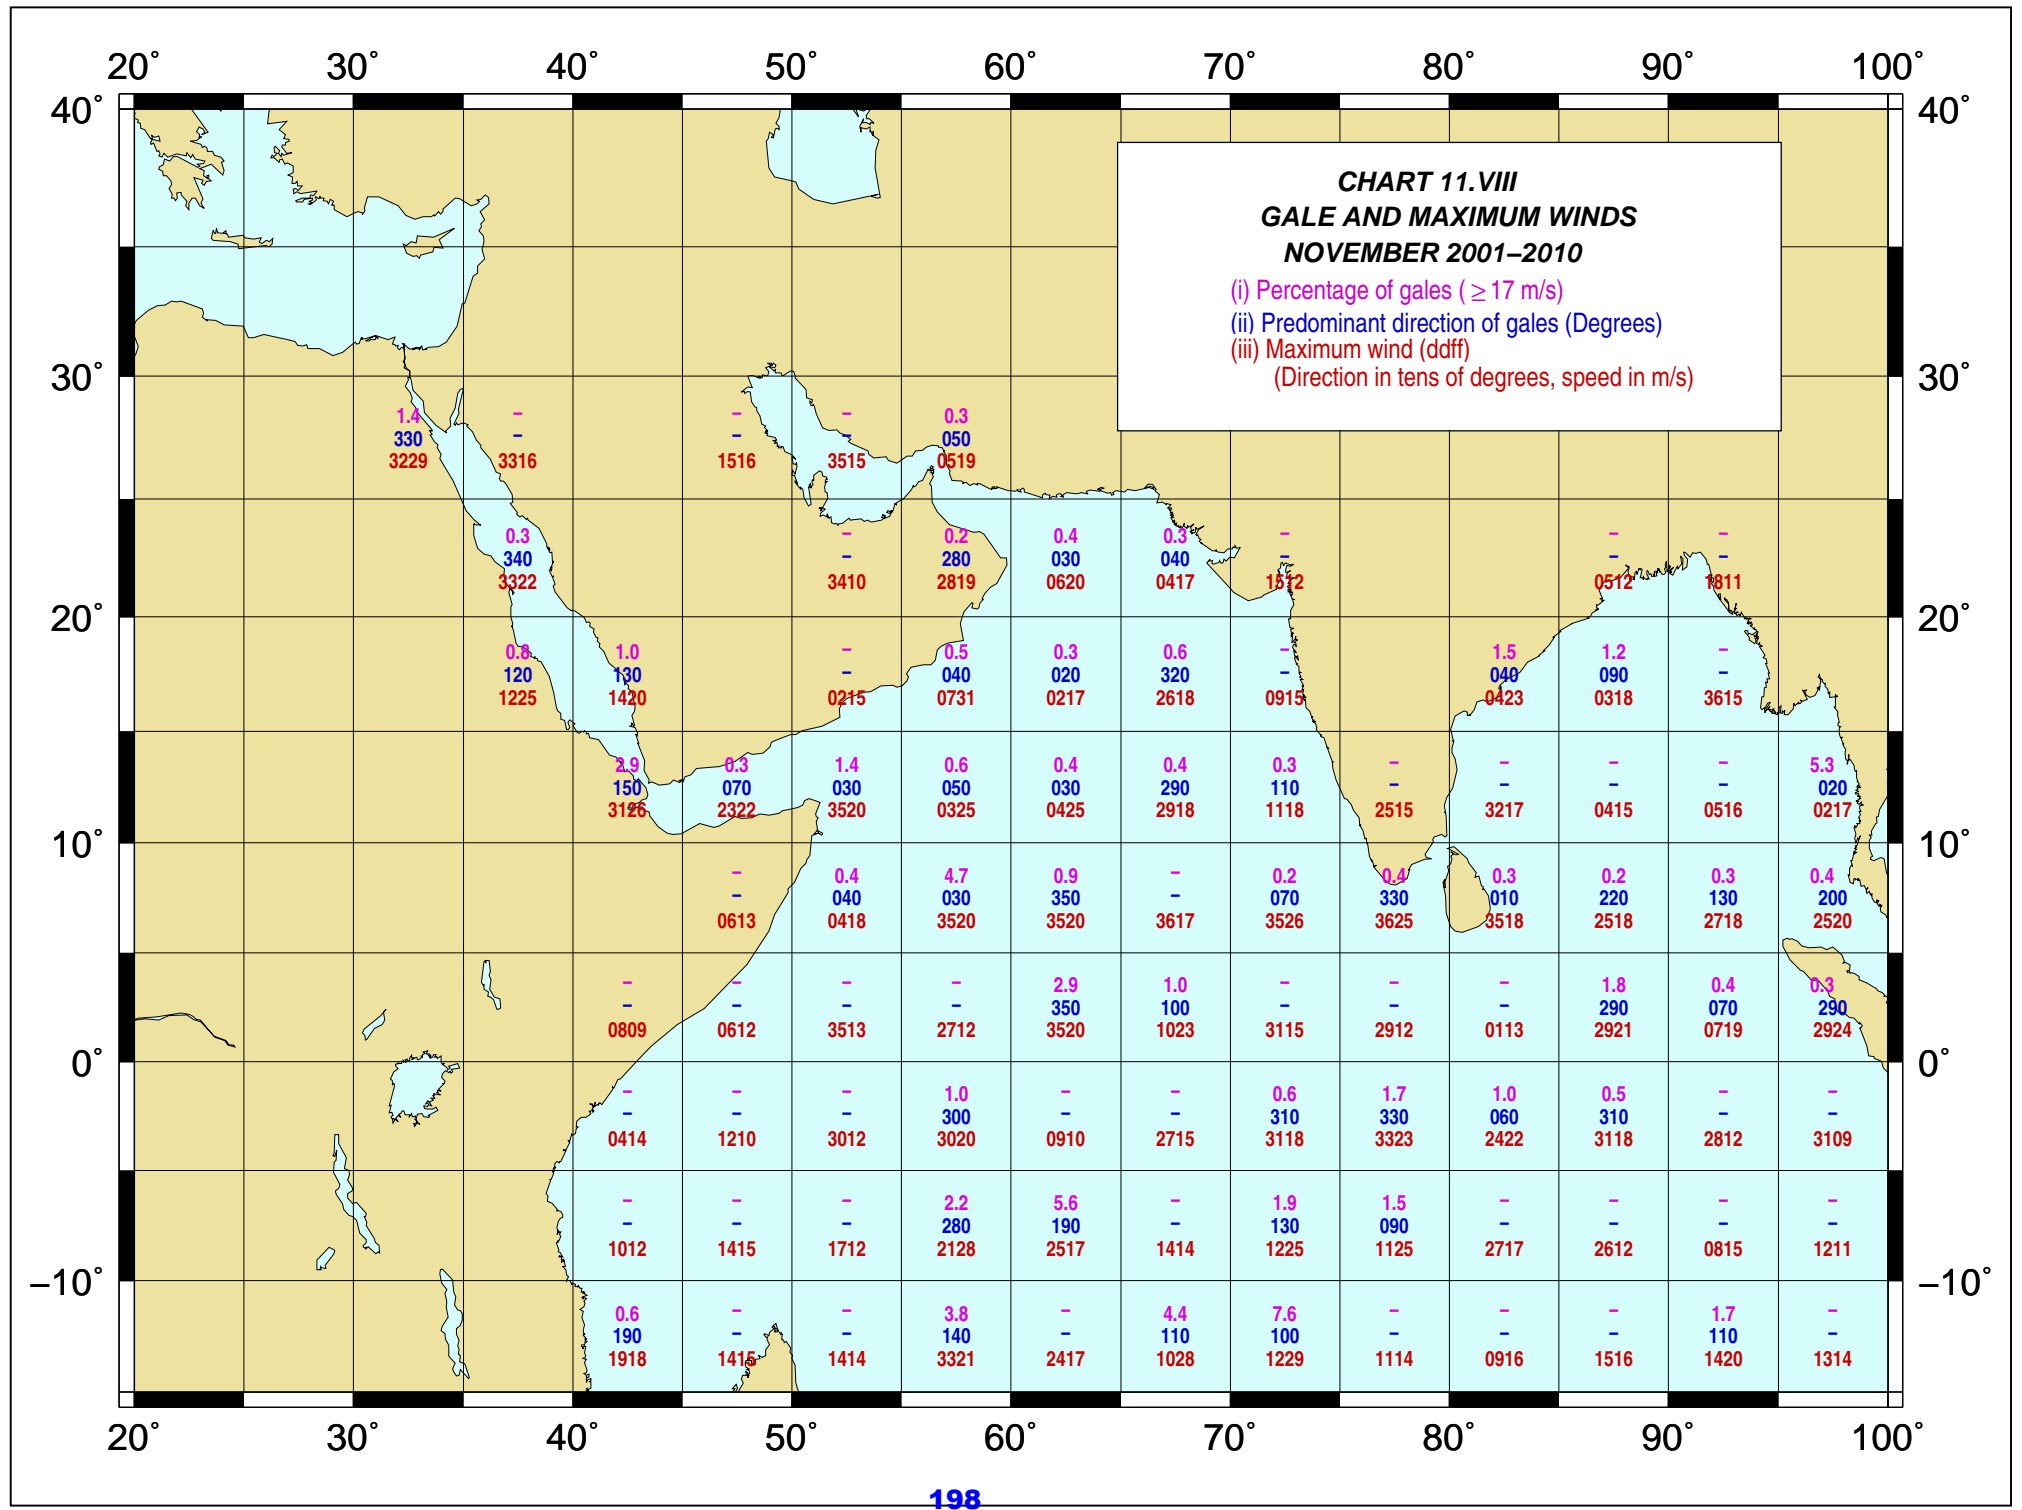 20° 30° 40° 50° 60° 70° 80° 90° 100°
40° 40°
CHART 11.VIII
GALE AND MAXIMUM WINDS
NOVEMBER 2001–2010
(i) Percentage of gales ( ≥ 17 m/s)
(ii) Predominant direction of gales (Degrees)
(iii) Maximum wind (ddff)
(Direction in tens of degrees, speed in m/s)
30° 30°
1.4 – – – 0.3
330 – – – 050
3229 3316 1516 3515 0519
0.3 – 0.2 0.4 0.3 – – –
340 – 280 030 040 – – –
3322 3410 2819 0620 0417 1512 0512 1811
20° 20°
0.8 1.0 – 0.5 0.3 0.6 – 1.5 1.2 –
120 130 – 040 020 320 – 040 090 –
1225 1420 0215 0731 0217 2618 0915 0423 0318 3615
2.9 0.3 1.4 0.6 0.4 0.4 0.3 – – – – 5.3
150 070 030 050 030 290 110 – – – – 020
3126 2322 3520 0325 0425 2918 1118 2515 3217 0415 0516 0217
10° 10°
– 0.4 4.7 0.9 – 0.2 0.4 0.3 0.2 0.3 0.4
– 040 030 350 – 070 330 010 220 130 200
0613 0418 3520 3520 3617 3526 3625 3518 2518 2718 2520
– – – – 2.9 1.0 – – – 1.8 0.4 0.3
– – – – 350 100 – – – 290 070 290
0809 0612 3513 2712 3520 1023 3115 2912 0113 2921 0719 2924
0° 0°
– – – 1.0 – – 0.6 1.7 1.0 0.5 – –
– – – 300 – – 310 330 060 310 – –
0414 1210 3012 3020 0910 2715 3118 3323 2422 3118 2812 3109
– – – 2.2 5.6 – 1.9 1.5 – – – –
– – – 280 190 – 130 090 – – – –
1012 1415 1712 2128 2517 1414 1225 1125 2717 2612 0815 1211
–10° –10°
0.6 – – 3.8 – 4.4 7.6 – – – 1.7 –
190 – – 140 – 110 100 – – – 110 –
1918 1415 1414 3321 2417 1028 1229 1114 0916 1516 1420 1314
20° 30° 40° 50° 60° 70° 80° 90° 100°
198